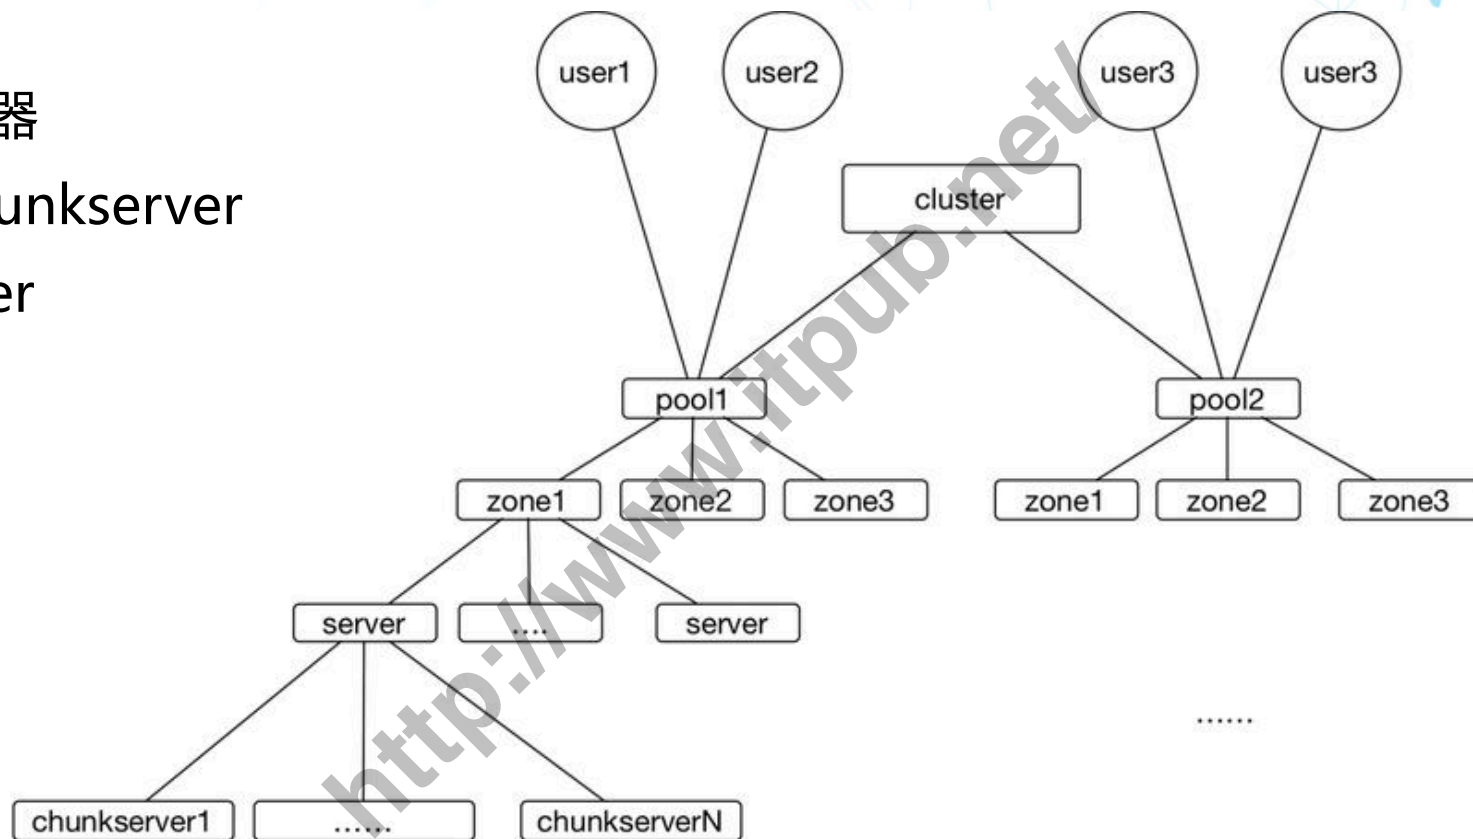 器
unkserver
er
user1
user2
user3
user3
cluster
pool1
pool2
zone1
zone2
zone3
zone1
zone2
zone3
server
....
server
......
chunkserver1
......
chunkserverN
http://www.itpub.net/